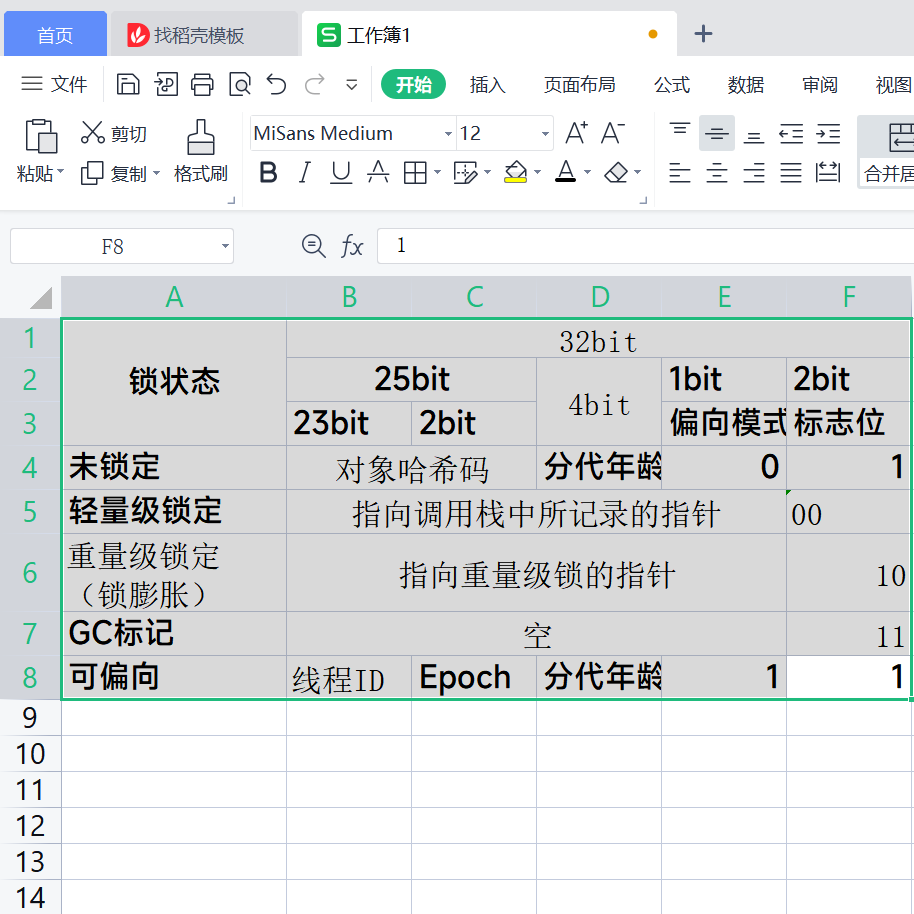 首页 找稻壳模板 S 工作簿1
文件 开始 插入 页面布局 公式 数据 审阅 视图
剪切 MiSans Medium 12 A+ A-
粘贴 复制 格式刷 B I U A A 合并居
F8 fx 1
A B C D E F
1 32bit
锁状态
2 25bit 1bit 2bit
4bit
3 23bit 2bit 偏向模式 标志位
4 未锁定 对象哈希码 分代年龄 0 1
5 轻量级锁定 指向调用栈中所记录的指针 00
重量级锁定
6 指向重量级锁的指针 10
（锁膨胀）
7 GC标记 空 11
8 可偏向 线程ID Epoch 分代年龄 1 1
9
10
11
12
13
14